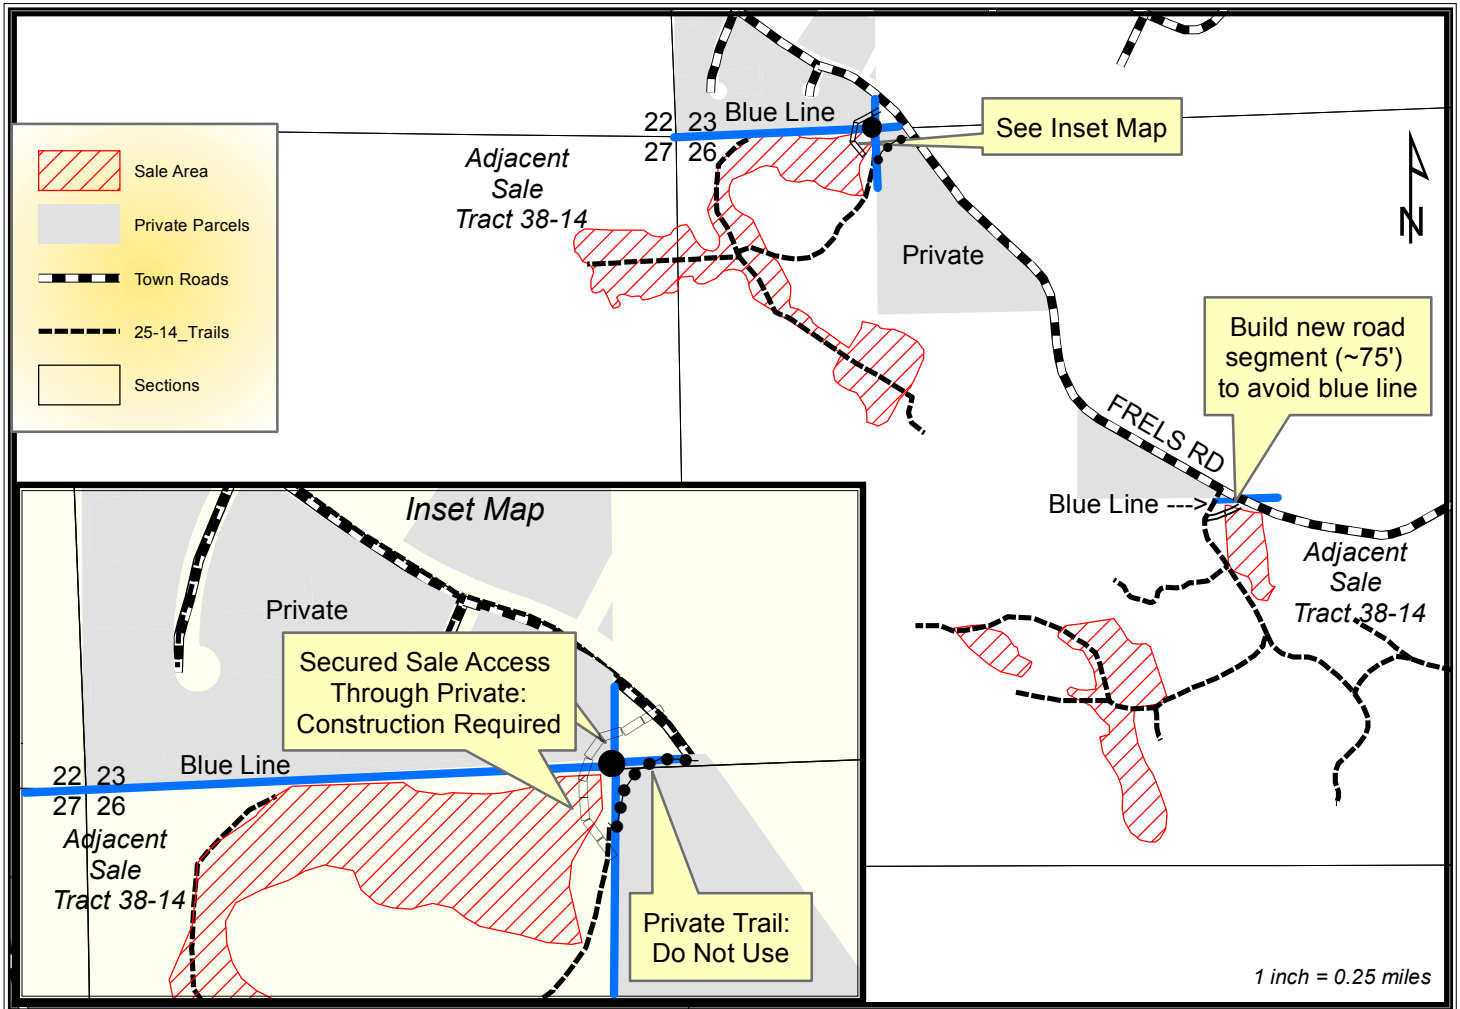 22 23
27 26
Blue Line
See Inset Map
Adjacent
Sale
Tract 38-14
Sale Area
Private Parcels
Town Roads
25-14_Trails
Sections
N
Private
Build new road
segment (~75')
to avoid blue line
FRELS RD
Blue Line --->
Adjacent
Sale
Tract 38-14
Inset Map
Private
Secured Sale Access
Through Private:
Construction Required
Blue Line
22 23
27 26
Adjacent
Sale
Tract 38-14
Private Trail:
Do Not Use
1 inch = 0.25 miles